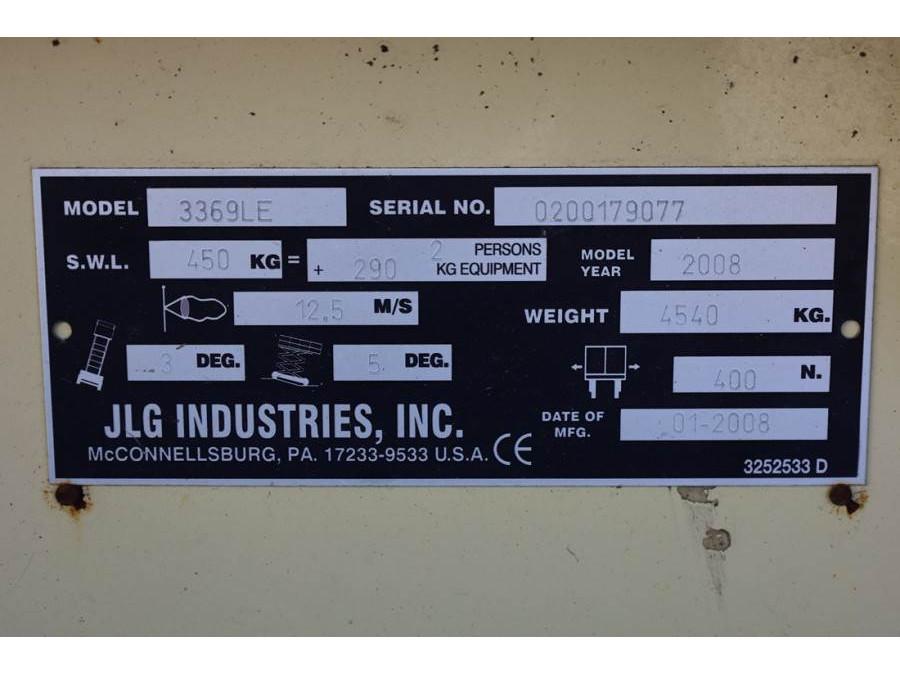 MODEL 3369LE SERIAL NO. 0200179077
S.W.L. 450 KG = 2 PERSONS
+ 290 KG EQUIPMENT
MODEL YEAR 2008
12.5 M/S
WEIGHT 4540 KG.
3 DEG. 5 DEG.
400 N.
JLG INDUSTRIES, INC.
DATE OF MFG. 01-2008
McCONNELLSBURG, PA. 17233-9533 U.S.A. CE
3252533 D